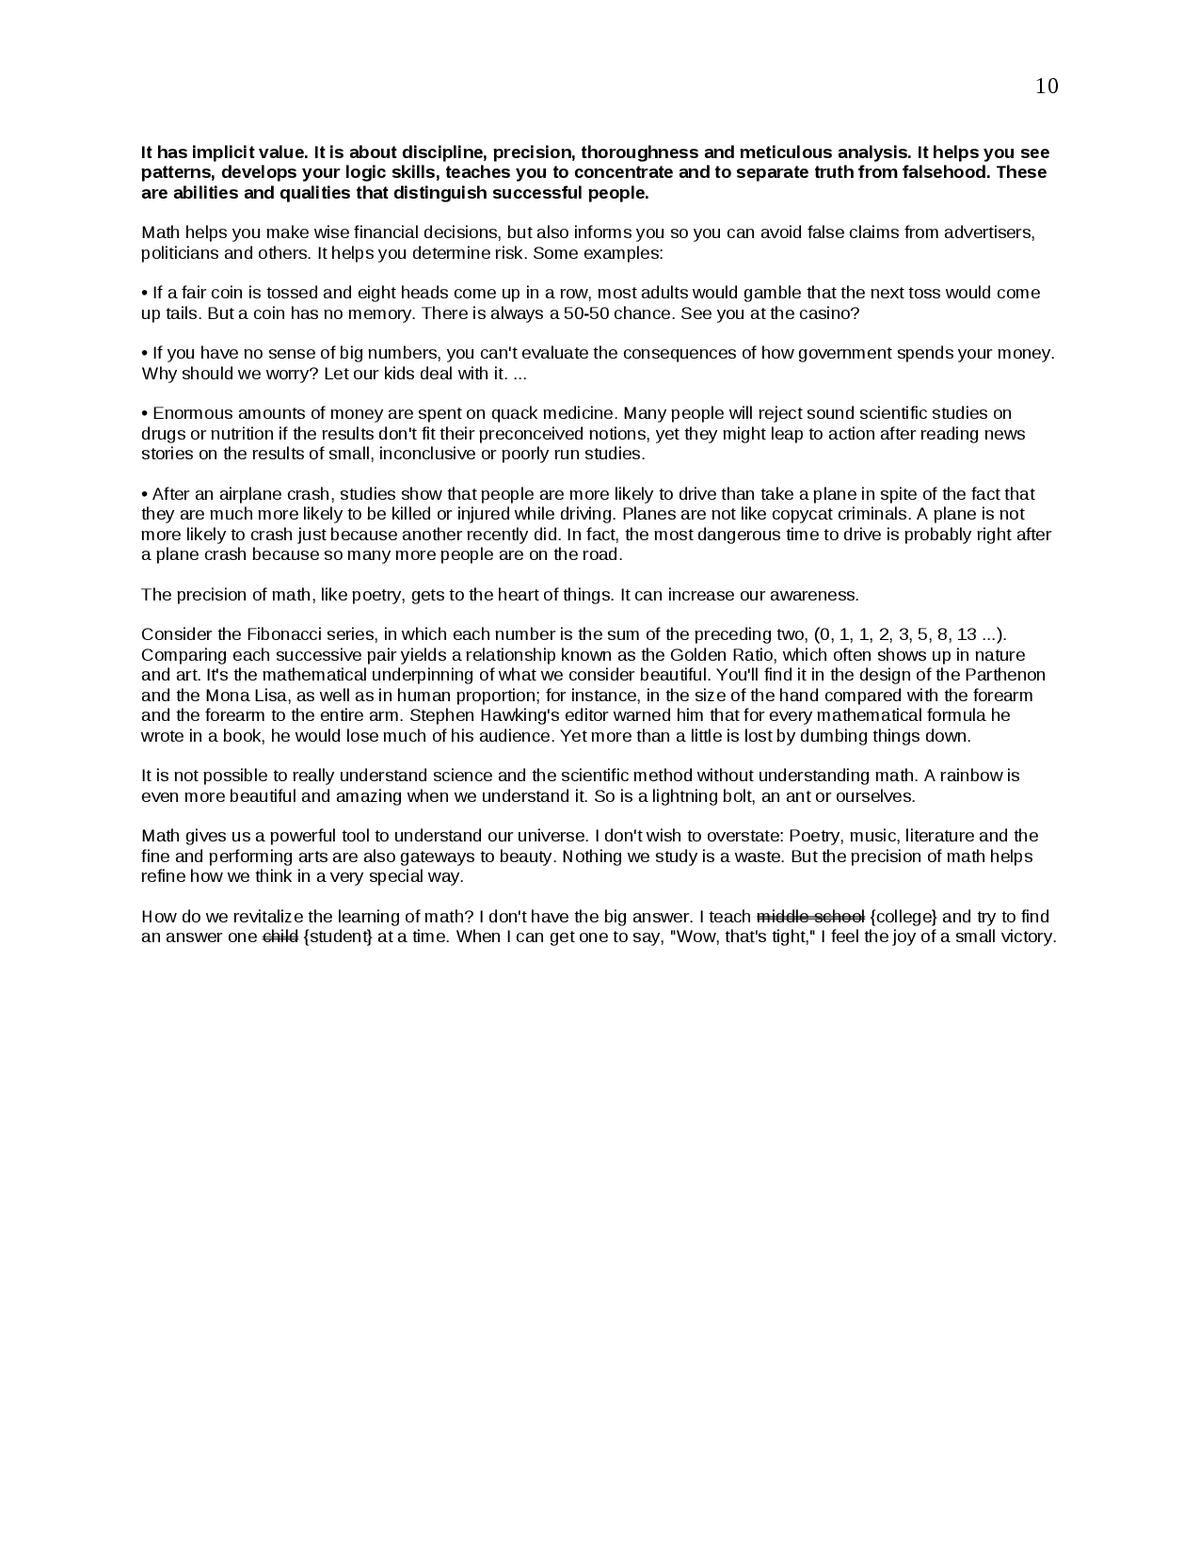 10
It has implicit value. It is about discipline, precision, thoroughness and meticulous analysis. It helps you see
patterns, develops your logic skills, teaches you to concentrate and to separate truth from falsehood. These
are abilities and qualities that distinguish successful people.
Math helps you make wise financial decisions, but also informs you so you can avoid false claims from advertisers,
politicians and others. It helps you determine risk. Some examples:
• If a fair coin is tossed and eight heads come up in a row, most adults would gamble that the next toss would come
up tails. But a coin has no memory. There is always a 50-50 chance. See you at the casino?
• If you have no sense of big numbers, you can't evaluate the consequences of how government spends your money.
Why should we worry? Let our kids deal with it. ...
• Enormous amounts of money are spent on quack medicine. Many people will reject sound scientific studies on
drugs or nutrition if the results don't fit their preconceived notions, yet they might leap to action after reading news
stories on the results of small, inconclusive or poorly run studies.
• After an airplane crash, studies show that people are more likely to drive than take a plane in spite of the fact that
they are much more likely to be killed or injured while driving. Planes are not like copycat criminals. A plane is not
more likely to crash just because another recently did. In fact, the most dangerous time to drive is probably right after
a plane crash because so many more people are on the road.
The precision of math, like poetry, gets to the heart of things. It can increase our awareness.
Consider the Fibonacci series, in which each number is the sum of the preceding two, (0, 1, 1, 2, 3, 5, 8, 13 ...).
Comparing each successive pair yields a relationship known as the Golden Ratio, which often shows up in nature
and art. It's the mathematical underpinning of what we consider beautiful. You'll find it in the design of the Parthenon
and the Mona Lisa, as well as in human proportion; for instance, in the size of the hand compared with the forearm
and the forearm to the entire arm. Stephen Hawking's editor warned him that for every mathematical formula he
wrote in a book, he would lose much of his audience. Yet more than a little is lost by dumbing things down.
It is not possible to really understand science and the scientific method without understanding math. A rainbow is
even more beautiful and amazing when we understand it. So is a lightning bolt, an ant or ourselves.
Math gives us a powerful tool to understand our universe. I don't wish to overstate: Poetry, music, literature and the
fine and performing arts are also gateways to beauty. Nothing we study is a waste. But the precision of math helps
refine how we think in a very special way.
How do we revitalize the learning of math? I don't have the big answer. I teach middle school {college} and try to find
an answer one child {student} at a time. When I can get one to say, "Wow, that's tight," I feel the joy of a small victory.